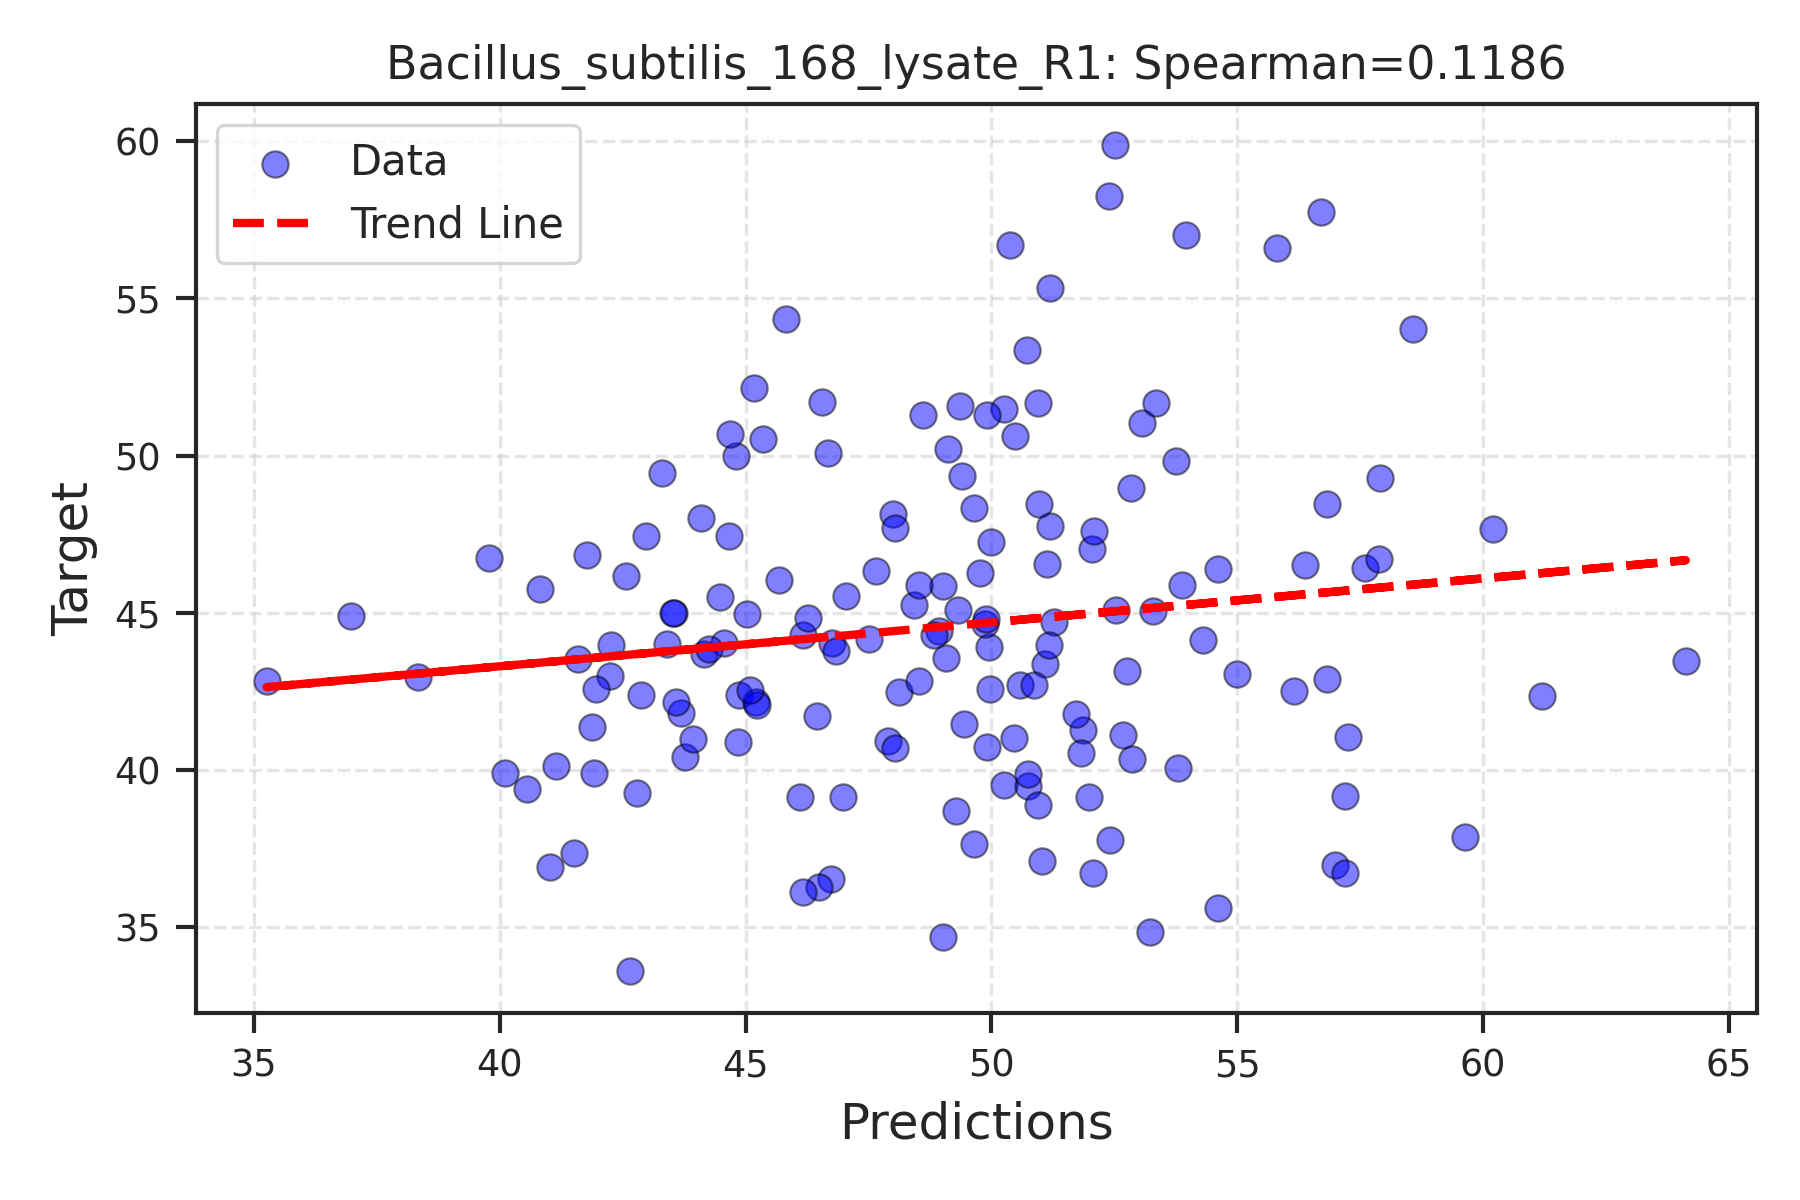 Bacillus_subtilis_168_lysate_R1: Spearman=0.1186
Data
Trend Line
60
55
50
45
40
35
Target
35 40 45 50 55 60 65
Predictions